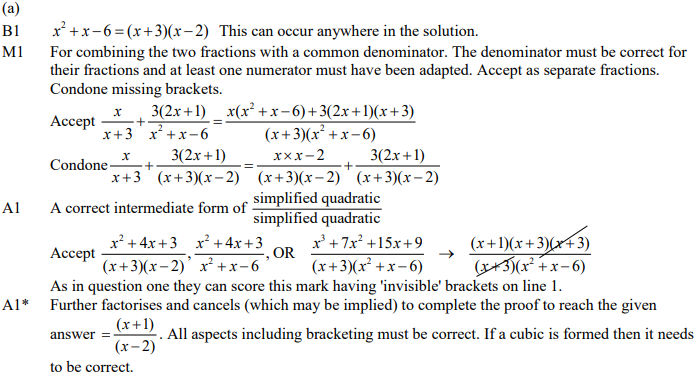 (a)
B1 x² + x − 6 = (x+3)(x−2) This can occur anywhere in the solution.
M1 For combining the two fractions with a common denominator. The denominator must be correct for
their fractions and at least one numerator must have been adapted. Accept as separate fractions.
Condone missing brackets.
Accept x/(x+3) + 3(2x+1)/(x²+x−6) = (x(x²+x−6)+3(2x+1)(x+3))/((x+3)(x²+x−6))
Condone x/(x+3) + 3(2x+1)/((x+3)(x−2)) = (x×x−2)/((x+3)(x−2)) + 3(2x+1)/((x+3)(x−2))
A1 A correct intermediate form of simplified quadratic/simplified quadratic
Accept (x²+4x+3)/((x+3)(x−2)), (x²+4x+3)/(x²+x−6), OR (x³+7x²+15x+9)/((x+3)(x²+x−6)) → ((x+1)(x+3)(x+3))/((x+3)(x²+x−6))
As in question one they can score this mark having 'invisible' brackets on line 1.
A1* Further factorises and cancels (which may be implied) to complete the proof to reach the given
answer = (x+1)/(x−2). All aspects including bracketing must be correct. If a cubic is formed then it needs
to be correct.